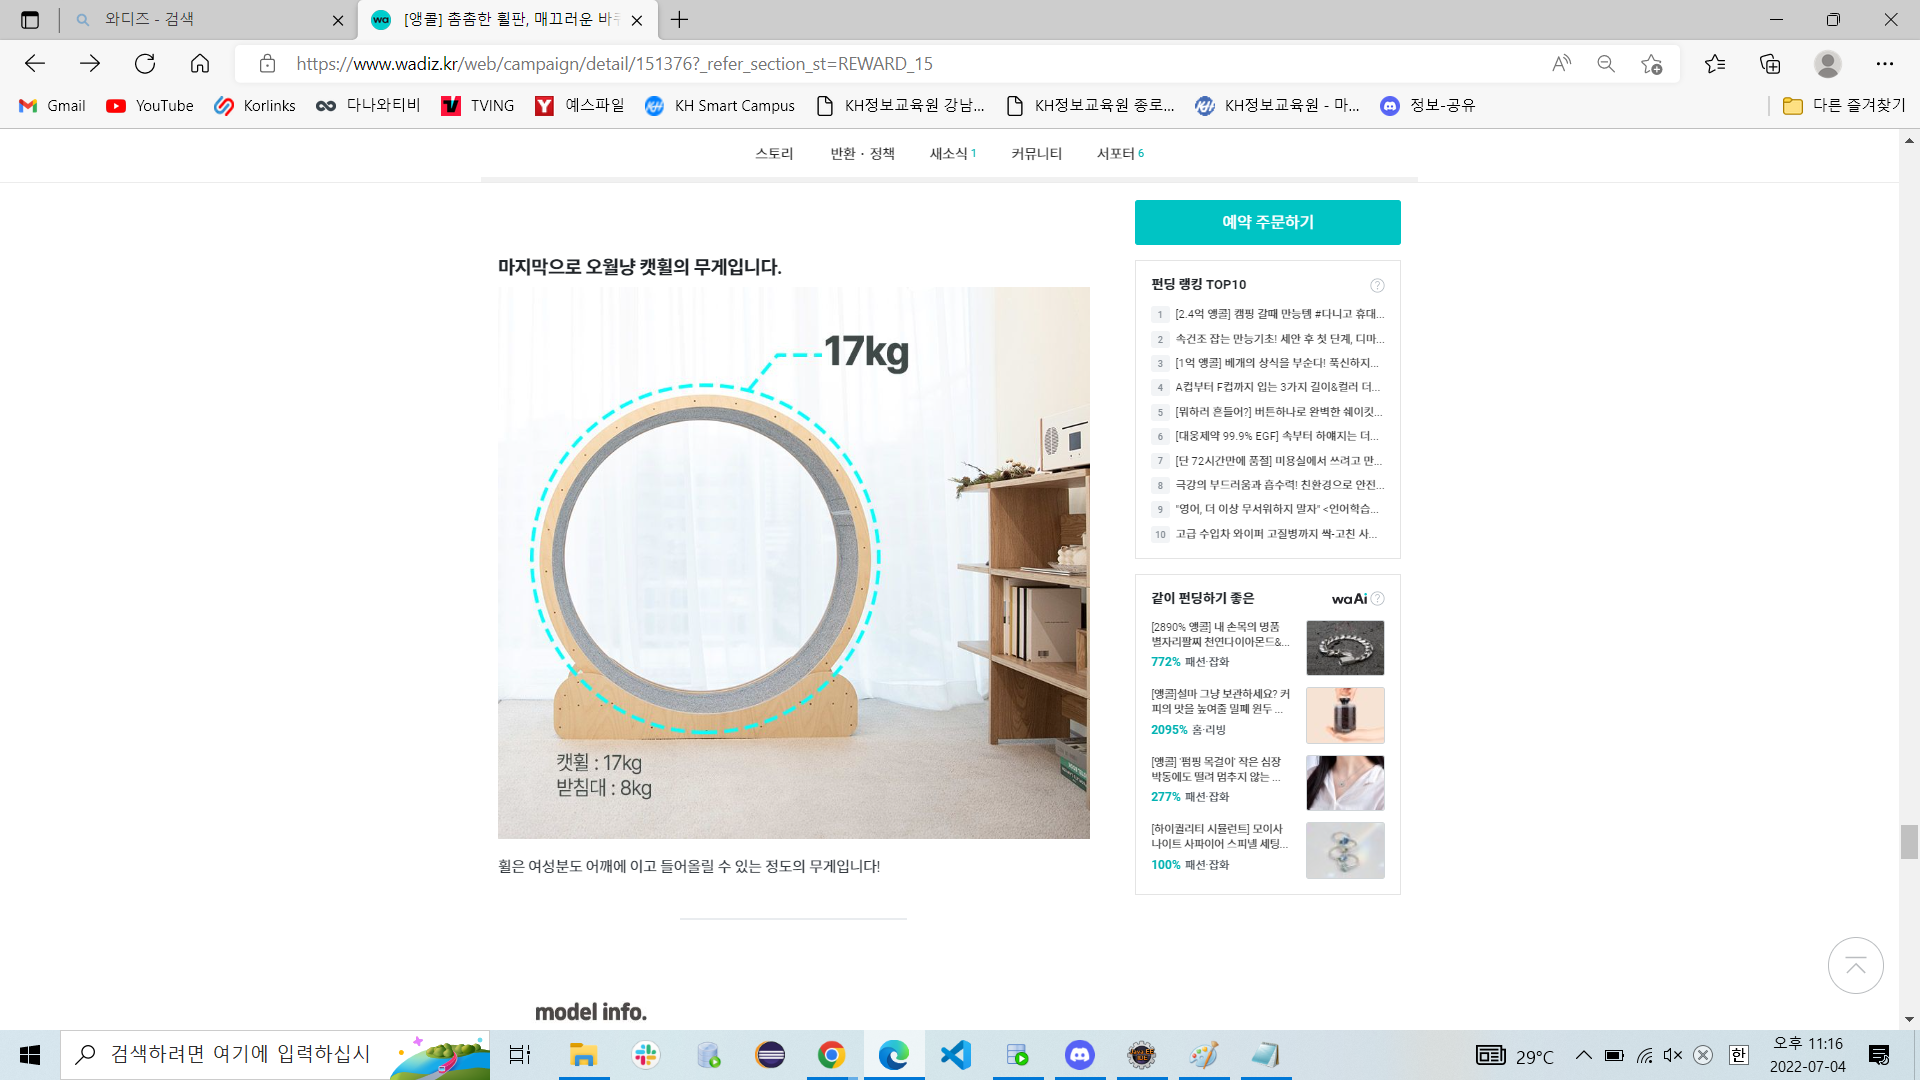 와디즈 - 검색
[앵콜] 촘촘한 휠판, 매끄러운 바퀴
https://www.wadiz.kr/web/campaign/detail/151376?_refer_section_st=REWARD_15
Gmail
YouTube
Korlinks
다나와티비
TVING
예스파일
KH Smart Campus
KH정보교육원 강남...
KH정보교육원 종로...
KH정보교육원 - 마...
정보-공유
다른 즐겨찾기
스토리
반환 · 정책
새소식 1
커뮤니티
서포터 6
마지막으로 오월냥 캣휠의 무게입니다.
17kg
캣휠 : 17kg
받침대 : 8kg
휠은 여성분도 어깨에 이고 들어올릴 수 있는 정도의 무게입니다!
model info.
예약 주문하기
펀딩 랭킹 TOP10
1 [2.4억 앵콜] 캠핑 갈때 만능템 #다니고 휴대...
2 속건조 잡는 만능기초! 세안 후 첫 단계, 디마...
3 [1억 앵콜] 베개의 상식을 부순다! 푹신하지...
4 A컵부터 F컵까지 입는 3가지 길이&컬러 더...
5 [뭐하러 흔들어?] 버튼하나로 완벽한 쉐이킷...
6 [대웅제약 99.9% EGF] 속부터 하얘지는 더...
7 [단 72시간만에 품절] 미용실에서 쓰려고 만...
8 극강의 부드러움과 흡수력! 친환경으로 안전...
9 "영어, 더 이상 무서워하지 말자" <언어학습...
10 고급 수입차 와이퍼 고질병까지 싹-고친 사...
같이 펀딩하기 좋은
waAi
[2890% 앵콜] 내 손목의 명품
별자리팔찌 천연다이아몬드&...
772% 패션·잡화
[앵콜]설마 그냥 보관하세요? 커
피의 맛을 높여줄 밀폐 원두 ...
2095% 홈·리빙
[앵콜] '펌핑 목걸이' 작은 심장
박동에도 떨려 멈추지 않는 ...
277% 패션·잡화
[하이퀄리티 시뮬런트] 모이사
나이트 사파이어 스피넬 세팅...
100% 패션·잡화
검색하려면 여기에 입력하십시
29°C
한
오후 11:16
2022-07-04